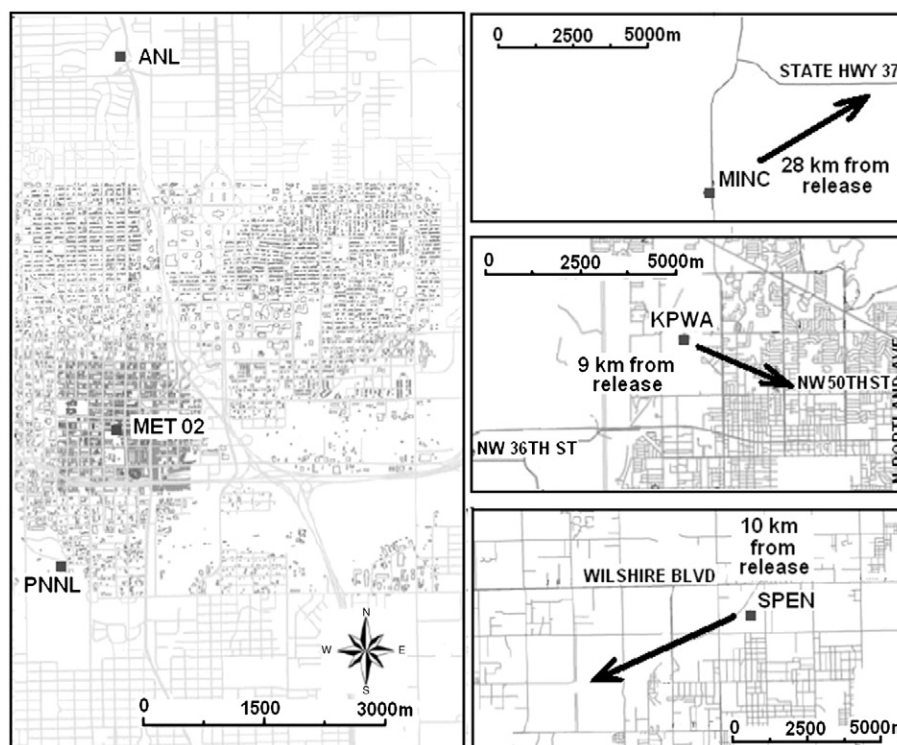 ANL
MET 02
PNNL
N
W E
S
0 1500 3000m
0 2500 5000m
STATE HWY 37
MINC
28 km from
release
0 2500 5000m
KPWA
9 km from
release
NW 50TH ST
NW 36TH ST
N PORTLAND AVE
10 km
from
release
WILSHIRE BLVD
SPEN
0 2500 5000m